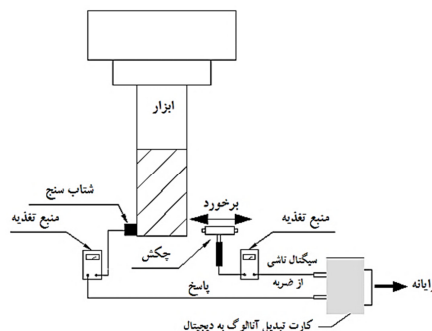 ابزار
شتاب سنج
برخورد
منبع تغذیه
منبع تغذیه
چکش
سیگنال ناشی
از ضربه
پاسخ
رایانه
کارت تبدیل آنالوگ به دیجیتال